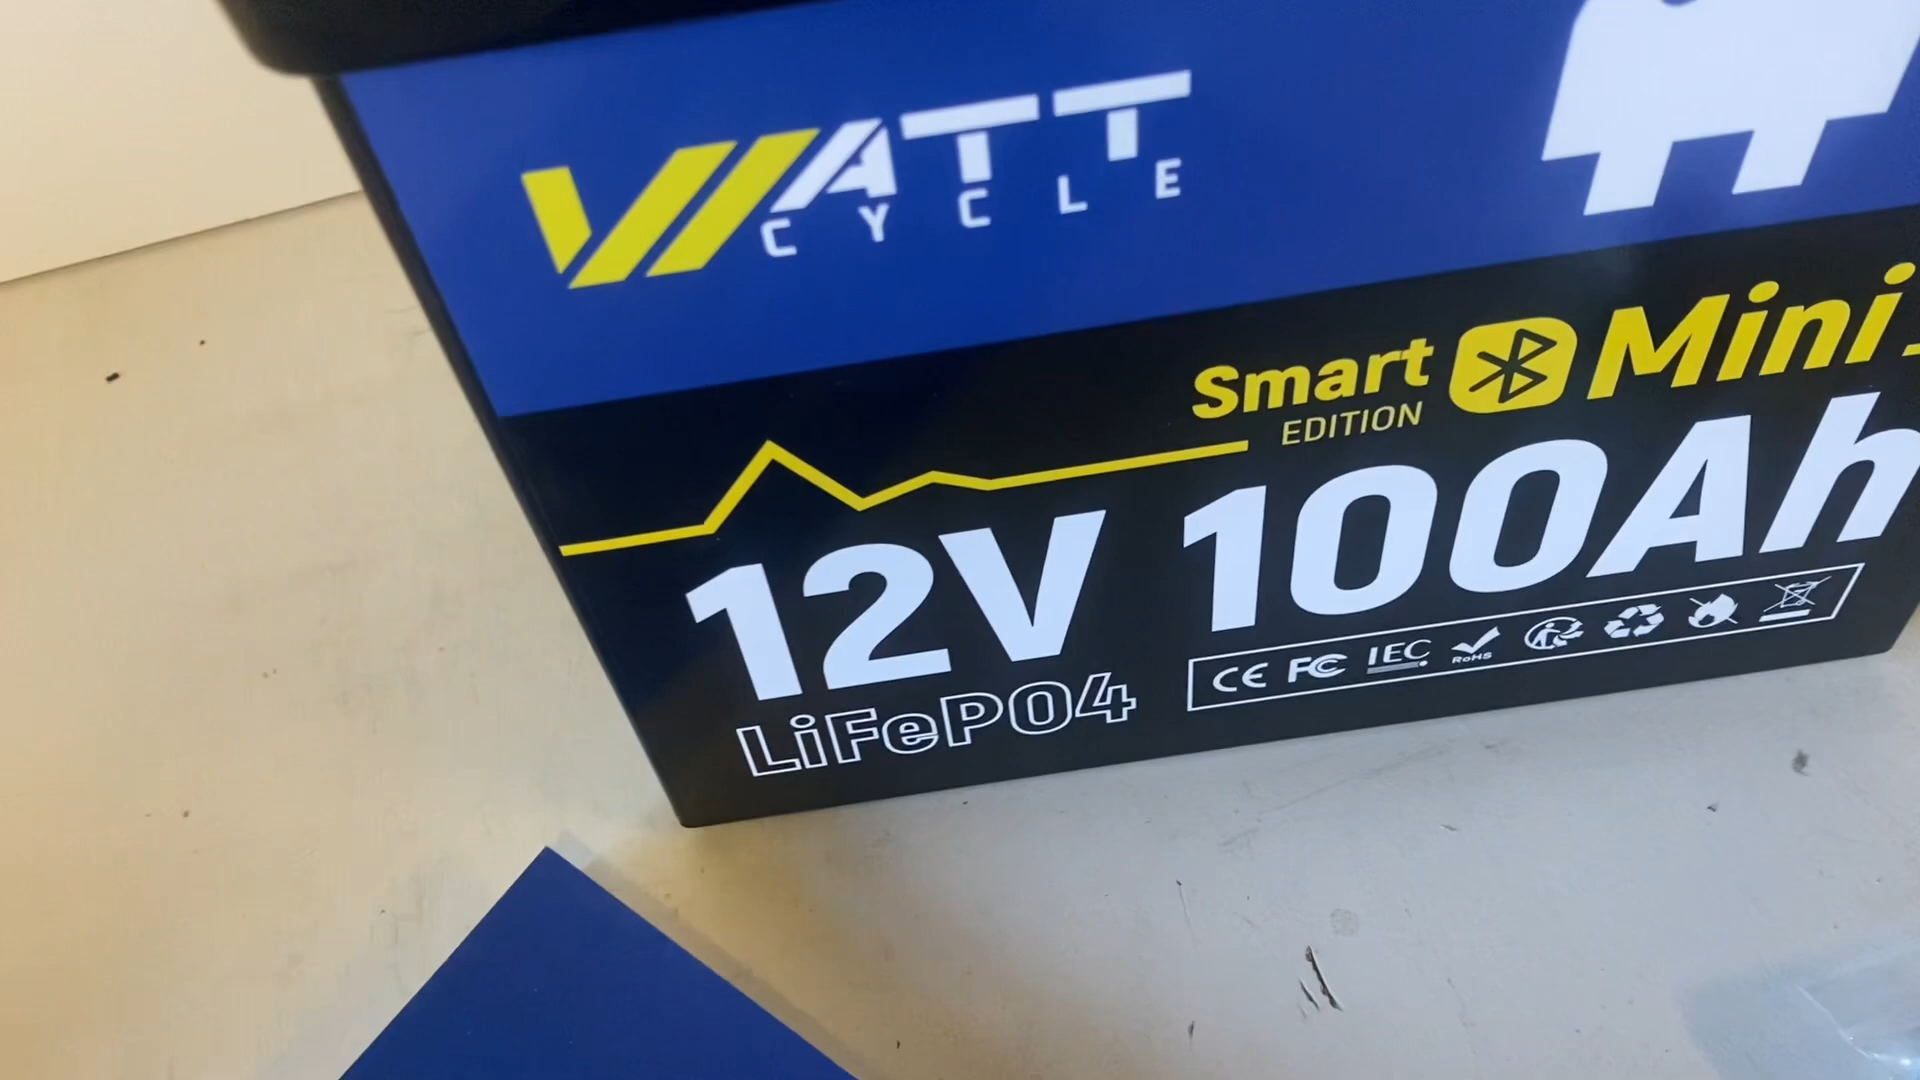 WATT
CYCLE
Smart Mini
EDITION
12V 100Ah
LiFePO4
CE FC IEC RoHS